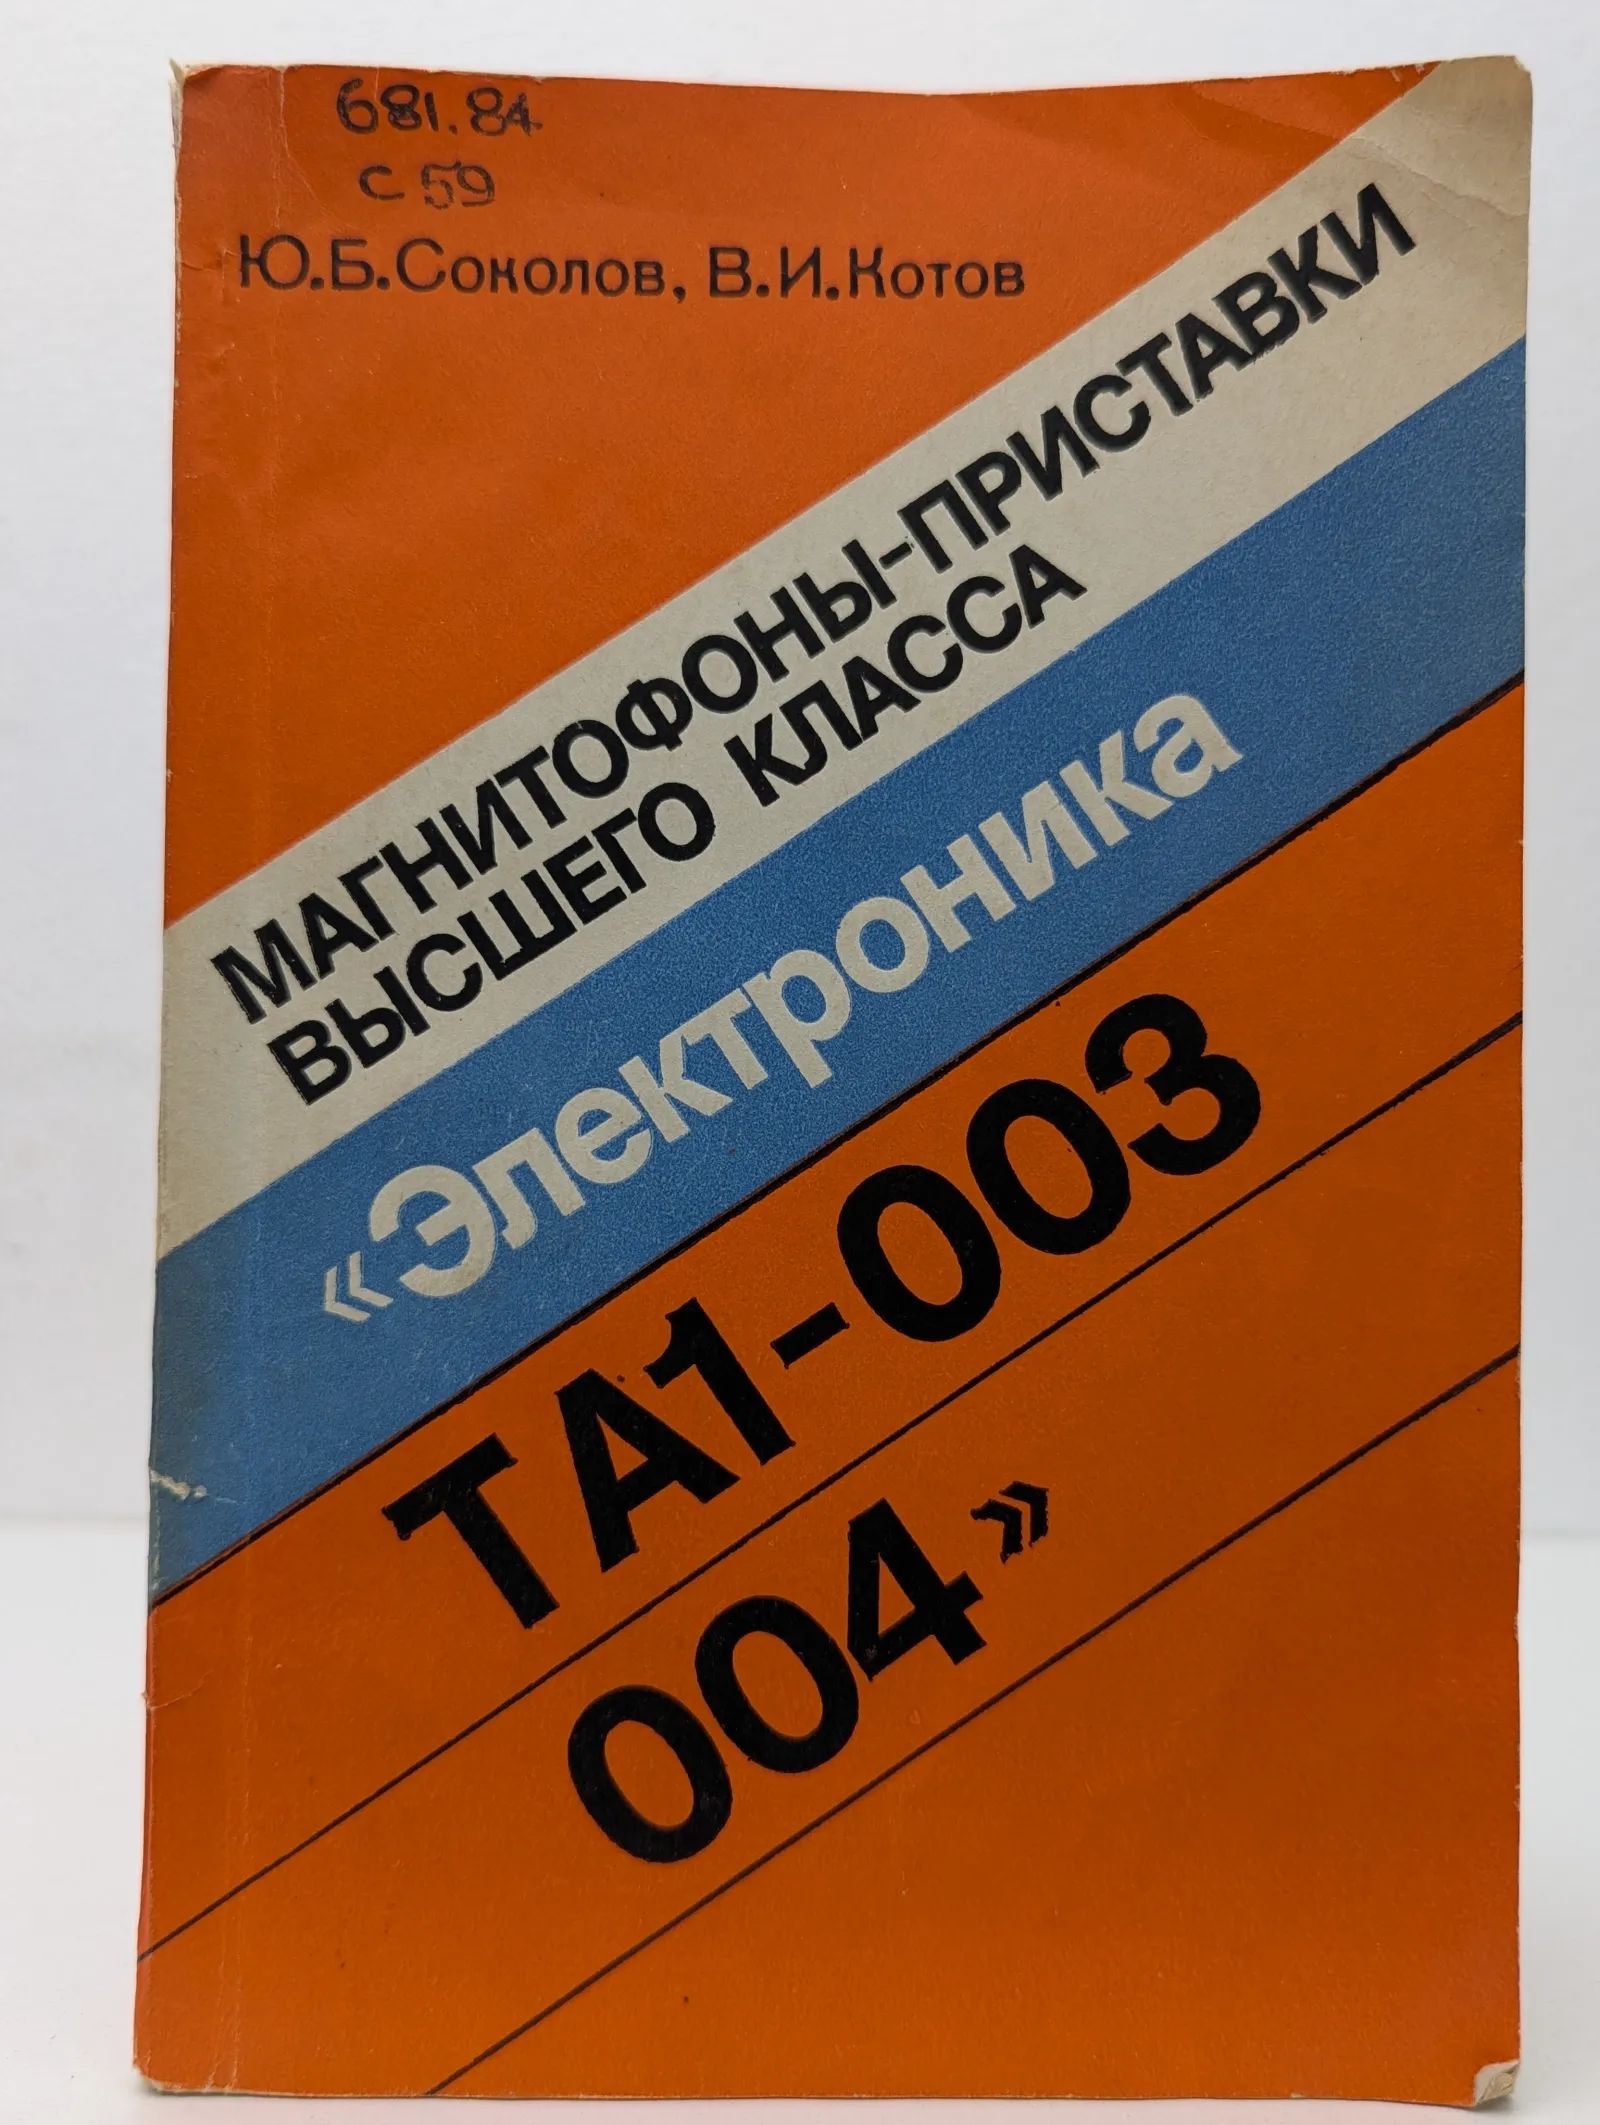 681.84
С 59
Ю.Б.Соколов, В.И.Котов
МАГНИТОФОНЫ-ПРИСТАВКИ
ВЫСШЕГО КЛАССА
«Электроника
ТА1-003
004»